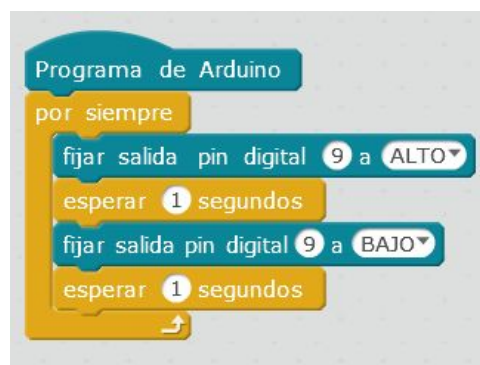 Programa de Arduino
por siempre
fijar salida pin digital 9 a ALTO
esperar 1 segundos
fijar salida pin digital 9 a BAJO
esperar 1 segundos